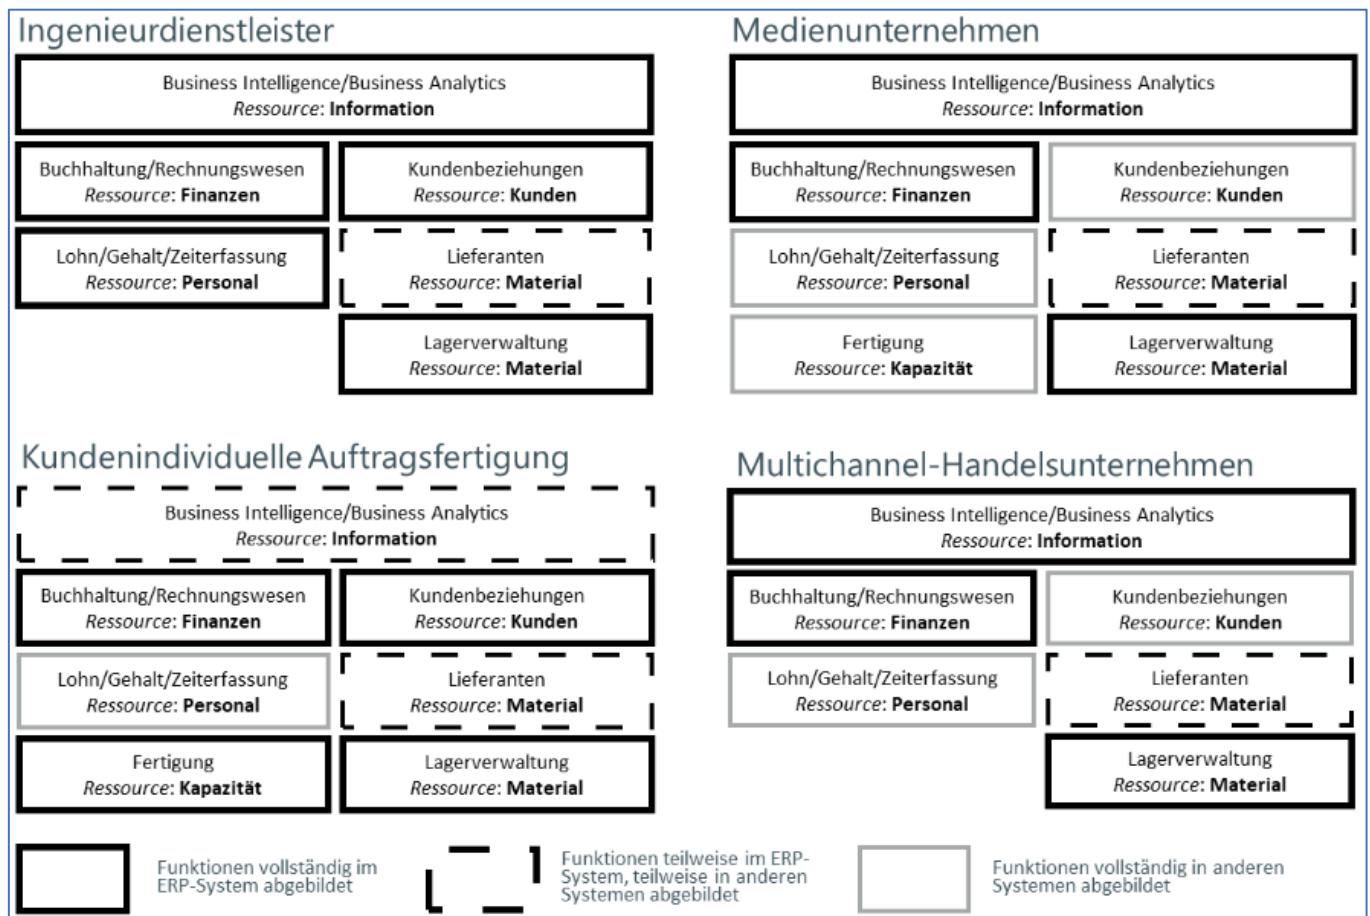 Ingenieurdienstleister
Business Intelligence/Business Analytics
Ressource: Information
Buchhaltung/Rechnungswesen
Ressource: Finanzen
Kundenbeziehungen
Ressource: Kunden
Lohn/Gehalt/Zeiterfassung
Ressource: Personal
Lieferanten
Ressource: Material
Lagerverwaltung
Ressource: Material
Medienunternehmen
Business Intelligence/Business Analytics
Ressource: Information
Buchhaltung/Rechnungswesen
Ressource: Finanzen
Kundenbeziehungen
Ressource: Kunden
Lohn/Gehalt/Zeiterfassung
Ressource: Personal
Lieferanten
Ressource: Material
Fertigung
Ressource: Kapazität
Lagerverwaltung
Ressource: Material
Kundenindividuelle Auftragsfertigung
Business Intelligence/Business Analytics
Ressource: Information
Buchhaltung/Rechnungswesen
Ressource: Finanzen
Kundenbeziehungen
Ressource: Kunden
Lohn/Gehalt/Zeiterfassung
Ressource: Personal
Lieferanten
Ressource: Material
Fertigung
Ressource: Kapazität
Lagerverwaltung
Ressource: Material
Multichannel-Handelsunternehmen
Business Intelligence/Business Analytics
Ressource: Information
Buchhaltung/Rechnungswesen
Ressource: Finanzen
Kundenbeziehungen
Ressource: Kunden
Lohn/Gehalt/Zeiterfassung
Ressource: Personal
Lieferanten
Ressource: Material
Lagerverwaltung
Ressource: Material
Funktionen vollständig im
ERP-System abgebildet
Funktionen teilweise im ERP-
System, teilweise in anderen
Systemen abgebildet
Funktionen vollständig in anderen
Systemen abgebildet